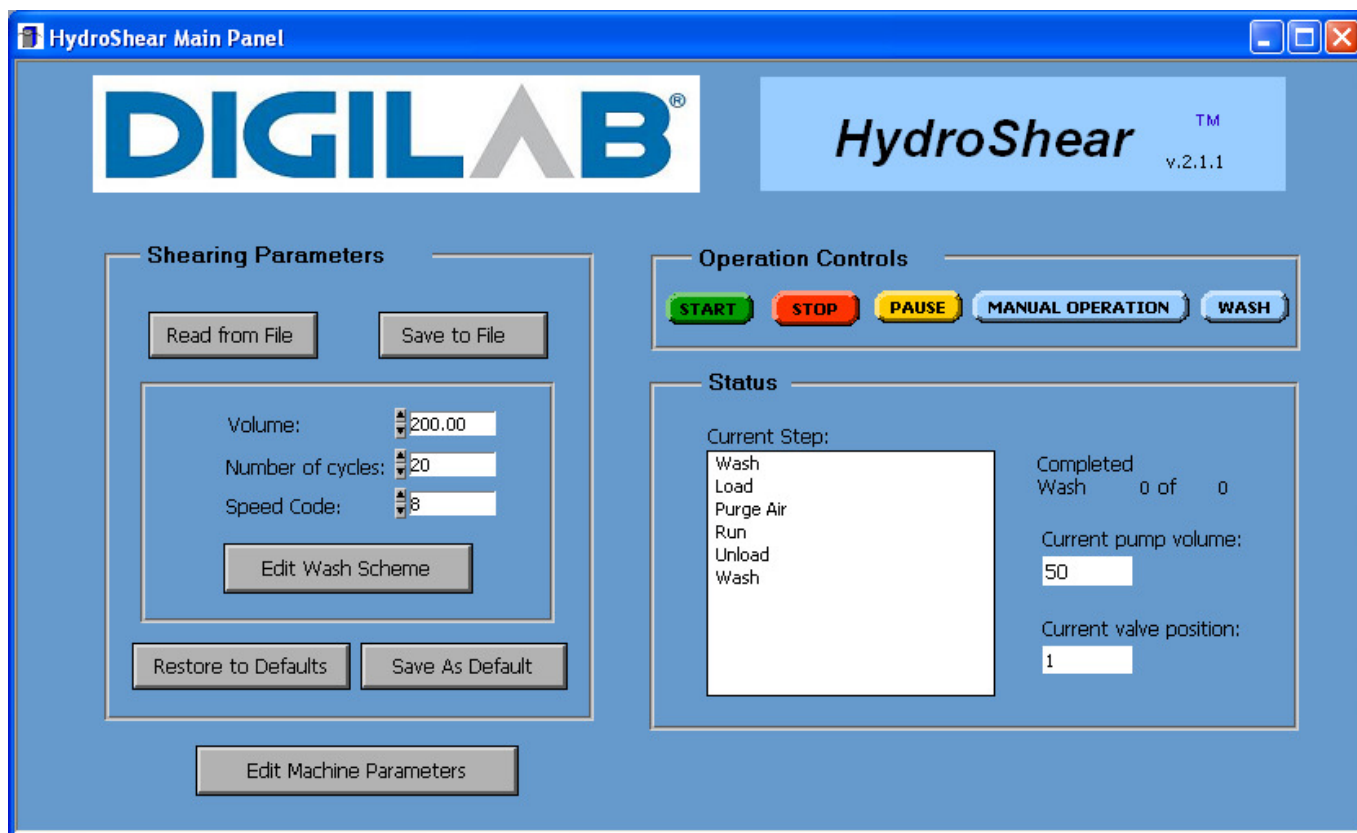 HydroShear Main Panel
DIGILAB®
HydroShear TM
v.2.1.1
Shearing Parameters
Read from File
Save to File
Volume: 200.00
Number of cycles: 20
Speed Code: 8
Edit Wash Scheme
Restore to Defaults
Save As Default
Edit Machine Parameters
Operation Controls
START STOP PAUSE MANUAL OPERATION WASH
Status
Current Step:
Wash
Load
Purge Air
Run
Unload
Wash
Completed
Wash 0 of 0
Current pump volume:
50
Current valve position:
1